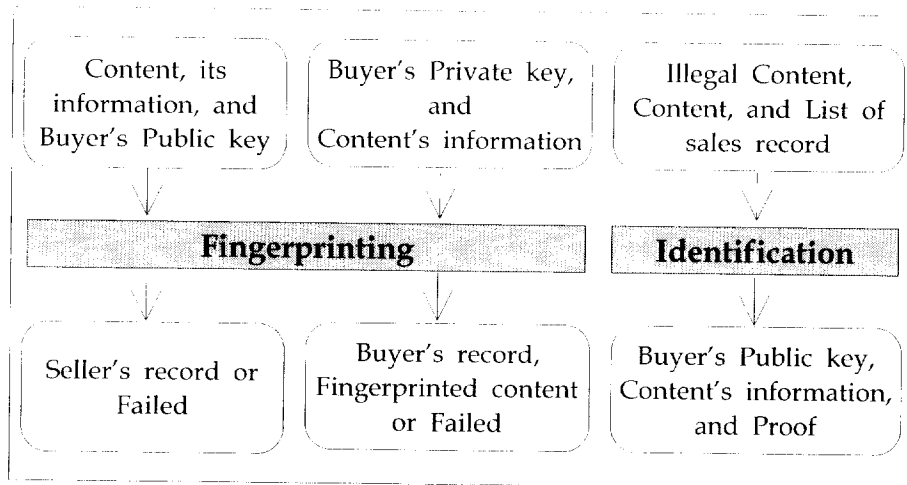 Content, its
information, and
Buyer's Public key
Buyer's Private key,
and
Content's information
Illegal Content,
Content, and List of
sales record
Fingerprinting
Identification
Seller's record or
Failed
Buyer's record,
Fingerprinted content
or Failed
Buyer's Public key,
Content's information,
and Proof